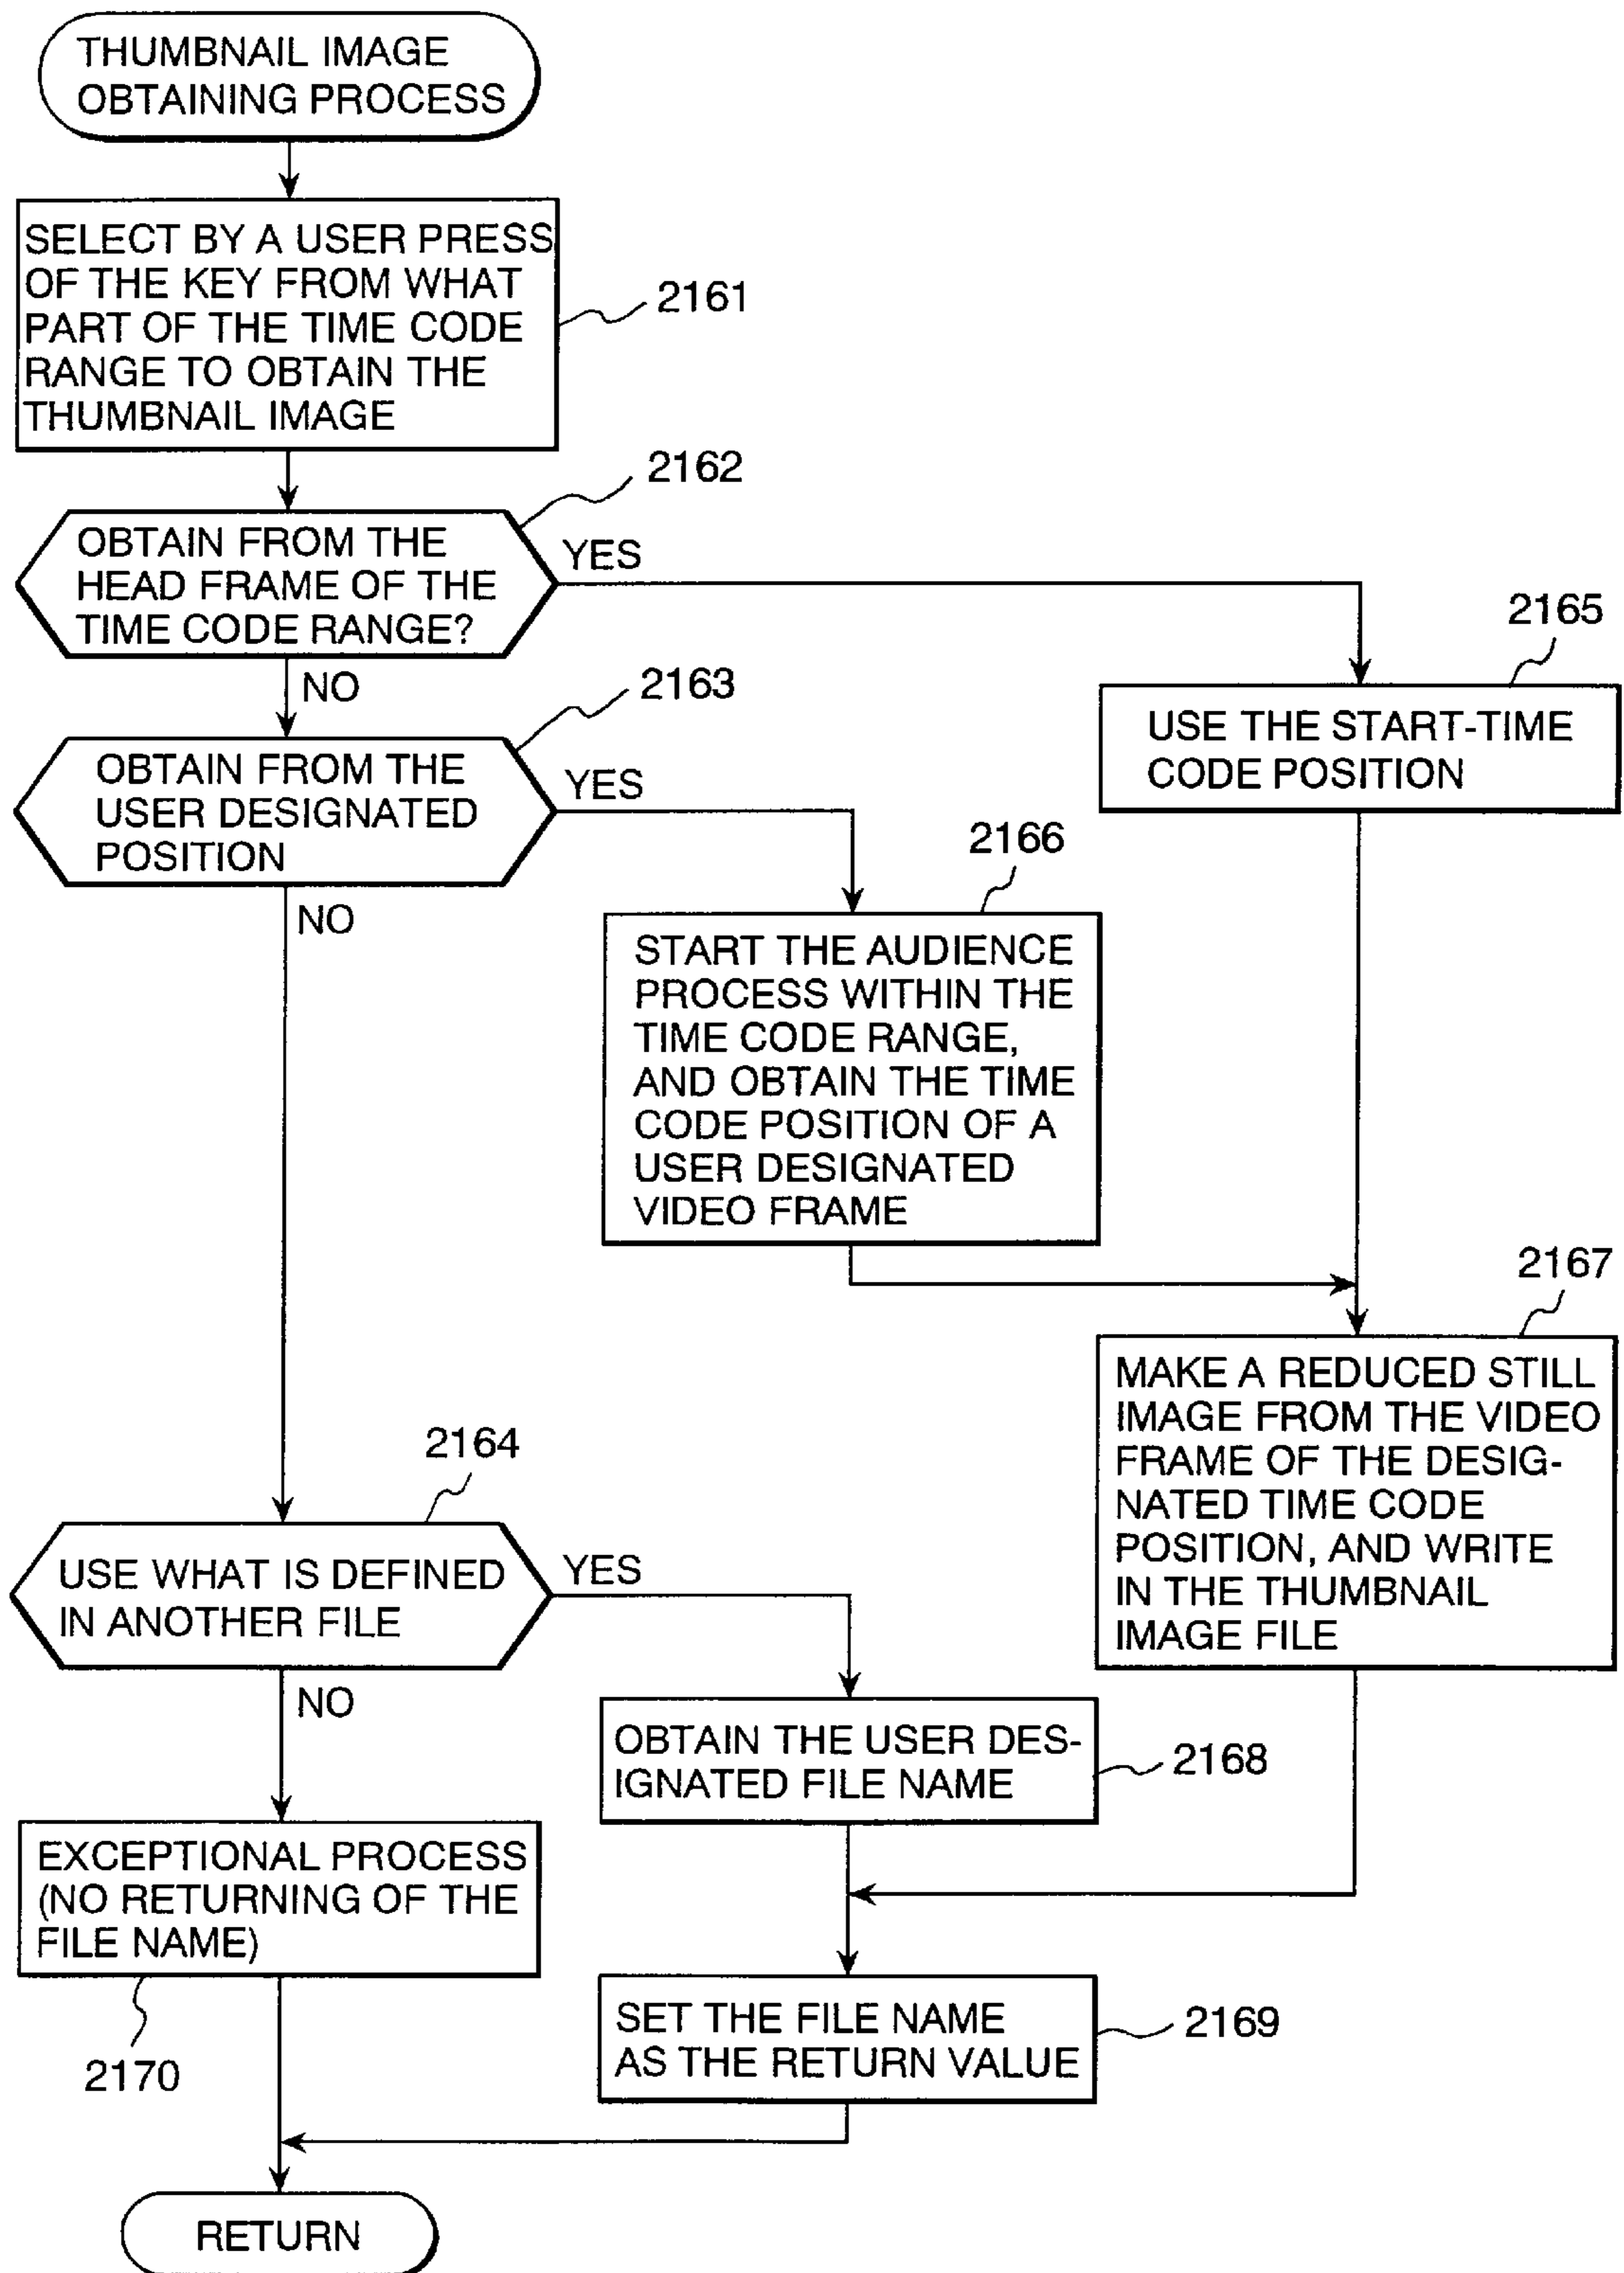 THUMBNAIL IMAGE
OBTAINING PROCESS
SELECT BY A USER PRESS
OF THE KEY FROM WHAT
PART OF THE TIME CODE
RANGE TO OBTAIN THE
THUMBNAIL IMAGE
2161
2162
OBTAIN FROM THE
HEAD FRAME OF THE
TIME CODE RANGE?
YES
NO
2165
USE THE START-TIME
CODE POSITION
2163
OBTAIN FROM THE
USER DESIGNATED
POSITION
YES
NO
2166
START THE AUDIENCE
PROCESS WITHIN THE
TIME CODE RANGE,
AND OBTAIN THE TIME
CODE POSITION OF A
USER DESIGNATED
VIDEO FRAME
2167
MAKE A REDUCED STILL
IMAGE FROM THE VIDEO
FRAME OF THE DESIG-
NATED TIME CODE
POSITION, AND WRITE
IN THE THUMBNAIL
IMAGE FILE
2164
USE WHAT IS DEFINED
IN ANOTHER FILE
YES
NO
OBTAIN THE USER DES-
IGNATED FILE NAME
2168
EXCEPTIONAL PROCESS
(NO RETURNING OF THE
FILE NAME)
2170
SET THE FILE NAME
AS THE RETURN VALUE
2169
RETURN